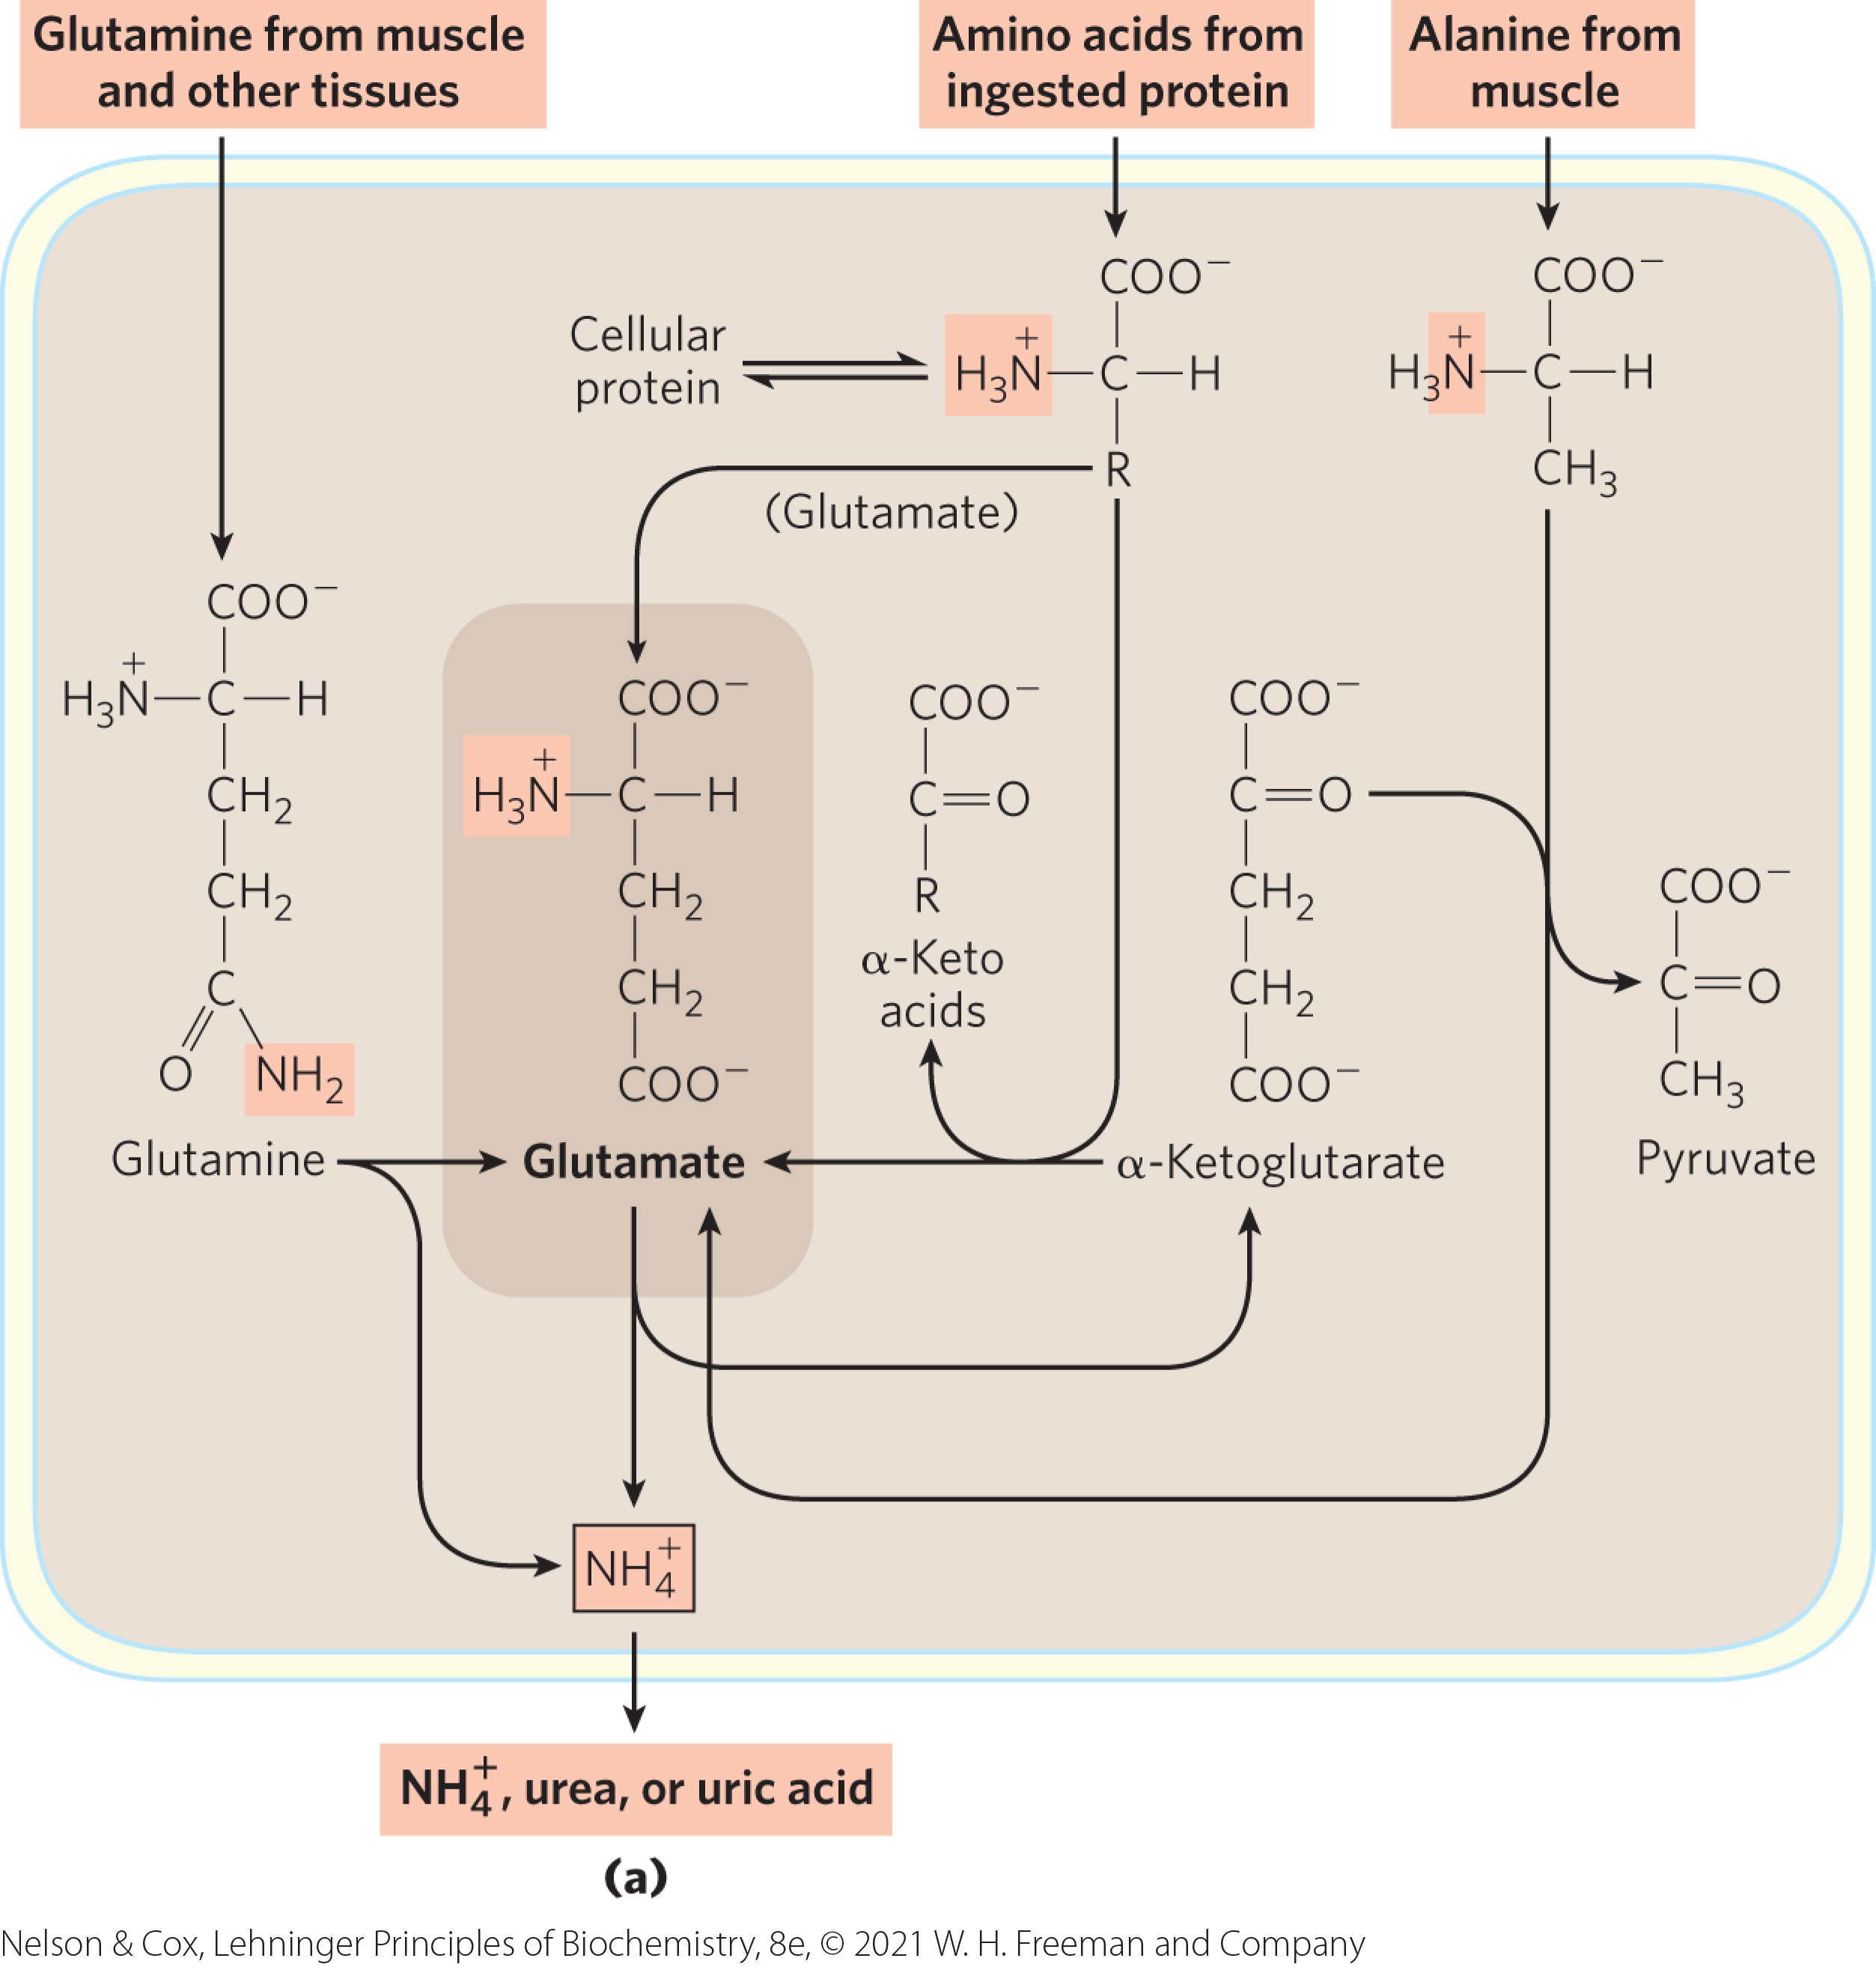 Glutamine from muscle
and other tissues
Amino acids from
ingested protein
Alanine from
muscle
COO⁻
H₃N⁺—C—H
R
COO⁻
H₃N⁺—C—H
CH₃
Cellular
protein
(Glutamate)
COO⁻
H₃N⁺—C—H
CH₂
CH₂
C
O NH₂
Glutamine
COO⁻
H₃N⁺—C—H
CH₂
CH₂
COO⁻
Glutamate
COO⁻
C=O
R
α-Keto
acids
COO⁻
C=O
CH₂
CH₂
COO⁻
α-Ketoglutarate
COO⁻
C=O
CH₃
Pyruvate
NH₄⁺
NH₄⁺, urea, or uric acid
(a)
Nelson & Cox, Lehninger Principles of Biochemistry, 8e, © 2021 W. H. Freeman and Company